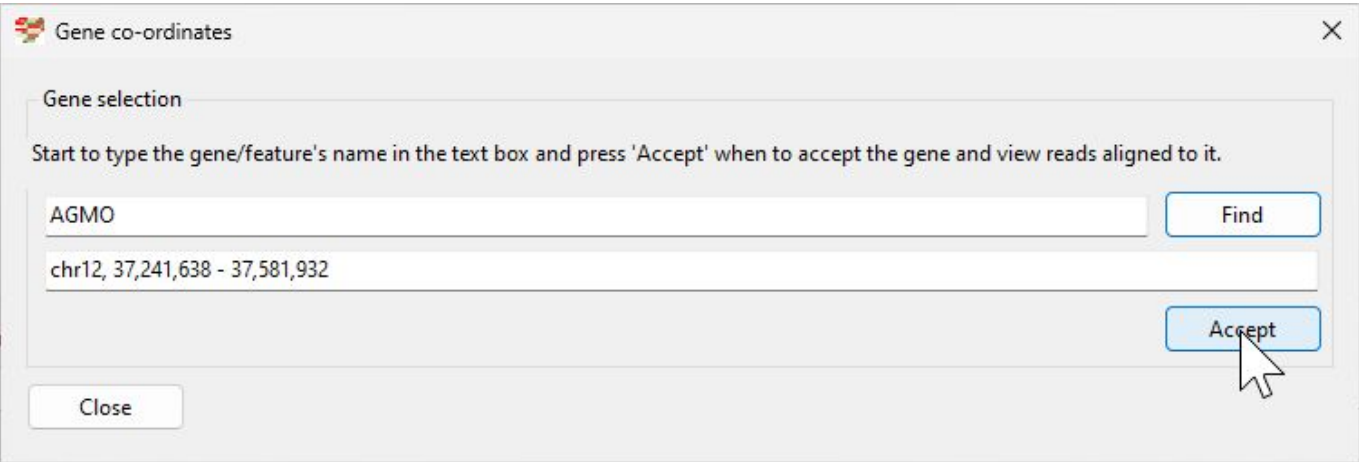 Gene co-ordinates
Gene selection
Start to type the gene/feature's name in the text box and press 'Accept' when to accept the gene and view reads aligned to it.
AGMO
Find
chr12, 37,241,638 - 37,581,932
Accept
Close